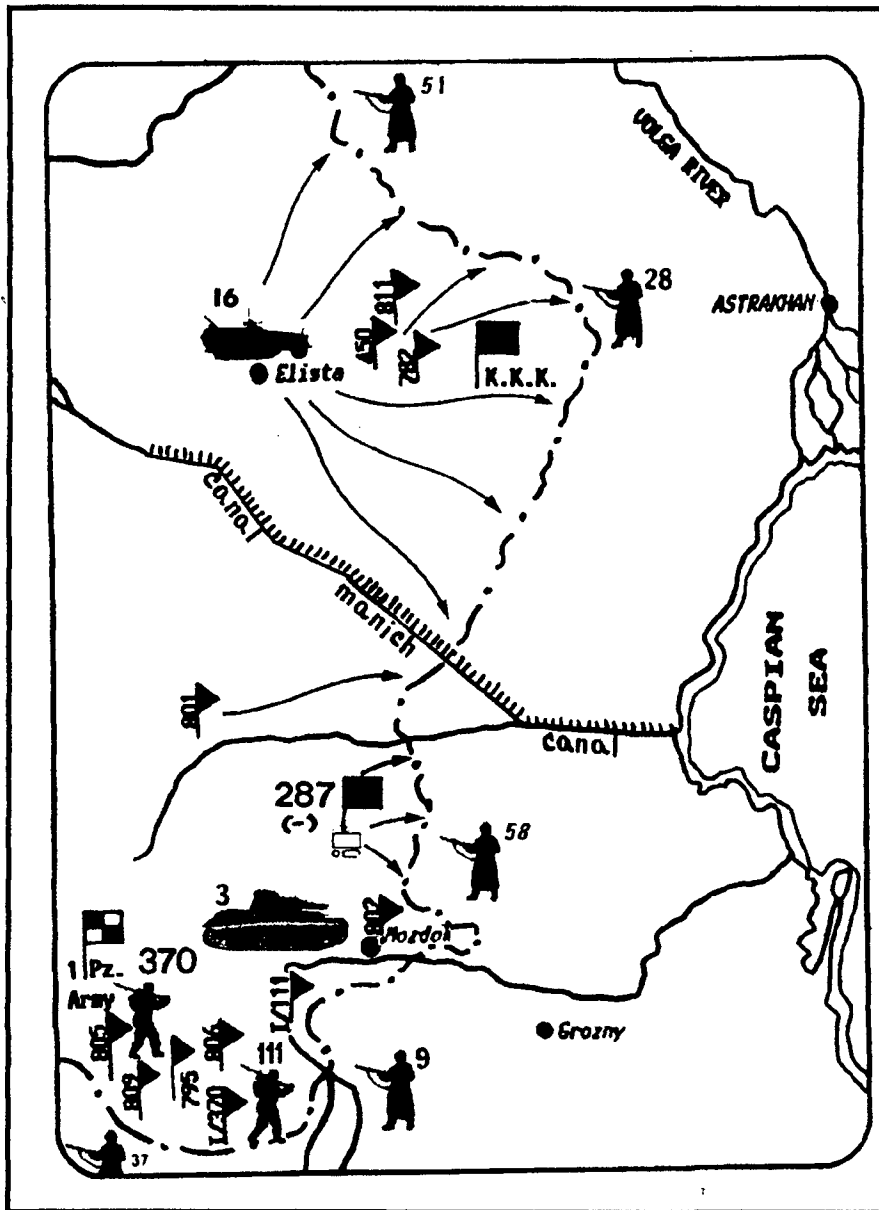 51
VOLGA RIVER
16
811
450
782
28
K.K.K.
ASTRAKHAN
Elista
canal
manich
canal
CASPIAN
SEA
801
287
(-)
58
3
802
Mozdok
1 Pz.
Army
370
I/111
805
809
795
806
I/370
111
9
Grozny
37